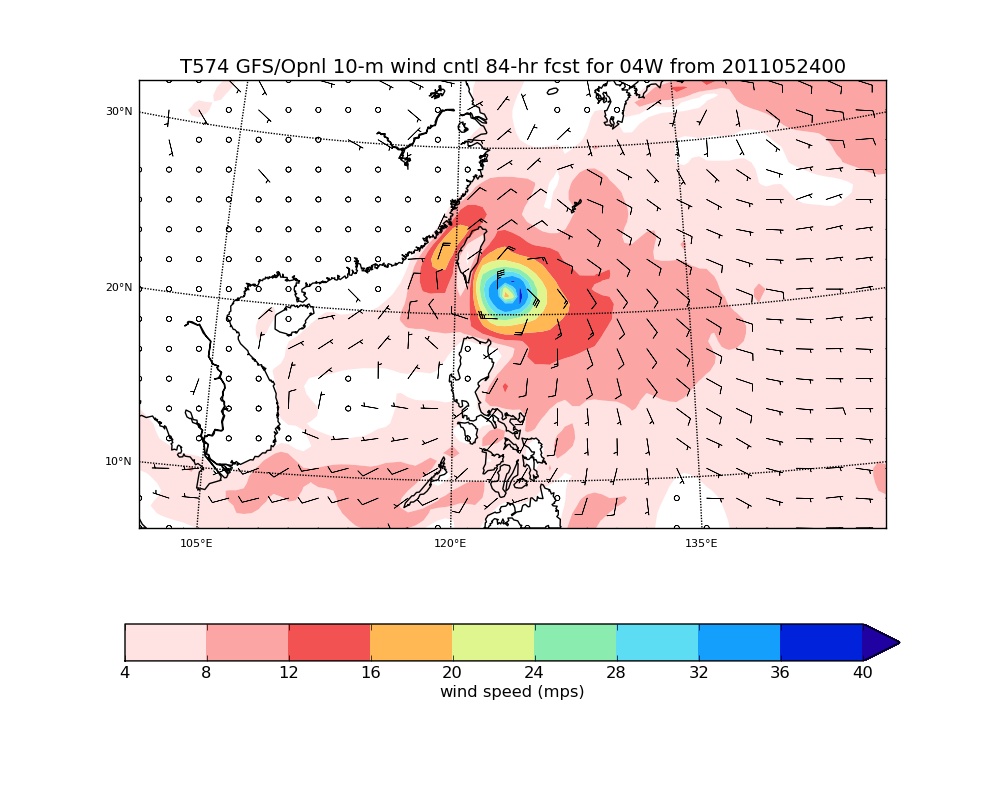 T574 GFS/Opnl 10-m wind cntl 84-hr fcst for 04W from 2011052400
30°N
20°N
10°N
105°E 120°E 135°E
4 8 12 16 20 24 28 32 36 40
wind speed (mps)